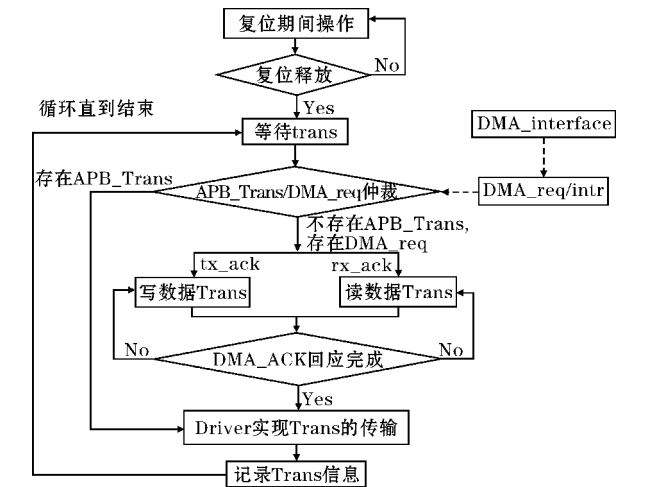 复位期间操作
No
复位释放
Yes
循环直到结束
等待trans
DMA_interface
存在APB_Trans
APB_Trans/DMA_req仲裁
DMA_req/intr
不存在APB_Trans,
存在DMA_req
tx_ack
rx_ack
写数据Trans
读数据Trans
No
DMA_ACK回应完成
No
Yes
Driver实现Trans的传输
记录Trans信息